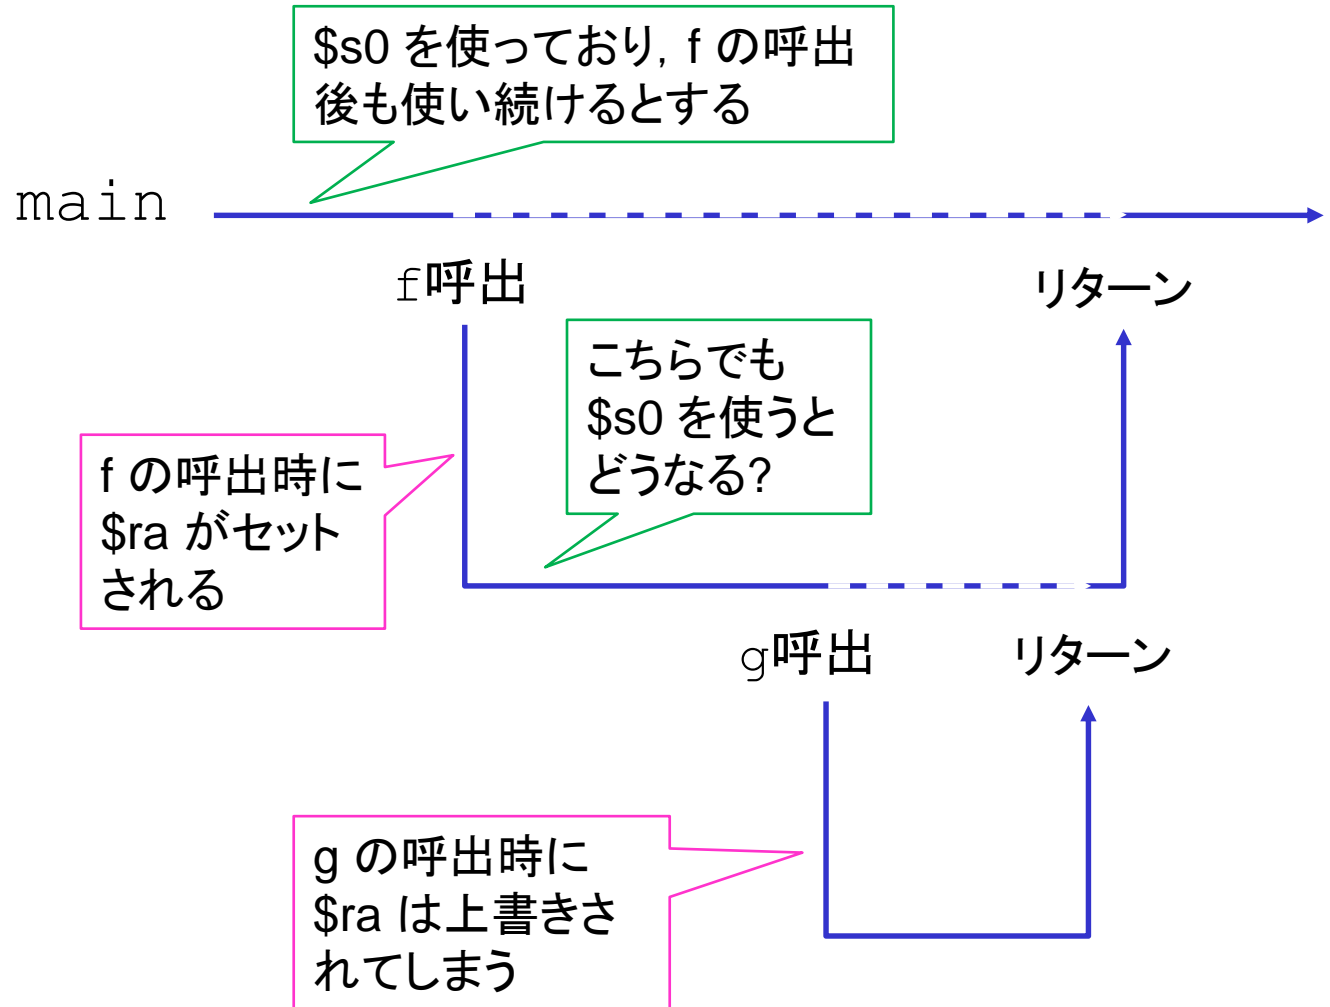 $s0 を使っており, f の呼出
後も使い続けるとする
main
f呼出
リターン
こちらでも
$s0 を使うと
どうなる?
f の呼出時に
$ra がセット
される
g呼出
リターン
g の呼出時に
$ra は上書きさ
れてしまう